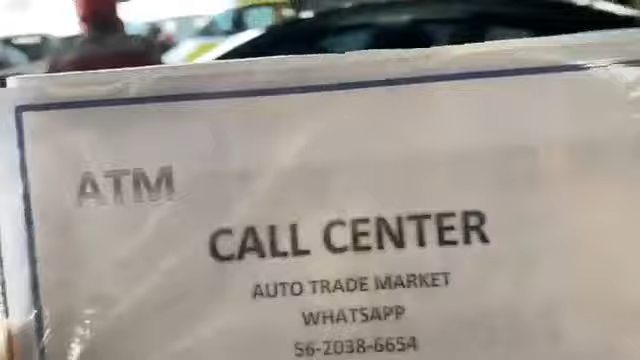 ATM
CALL CENTER
AUTO TRADE MARKET
WHATSAPP
56-2038-6654